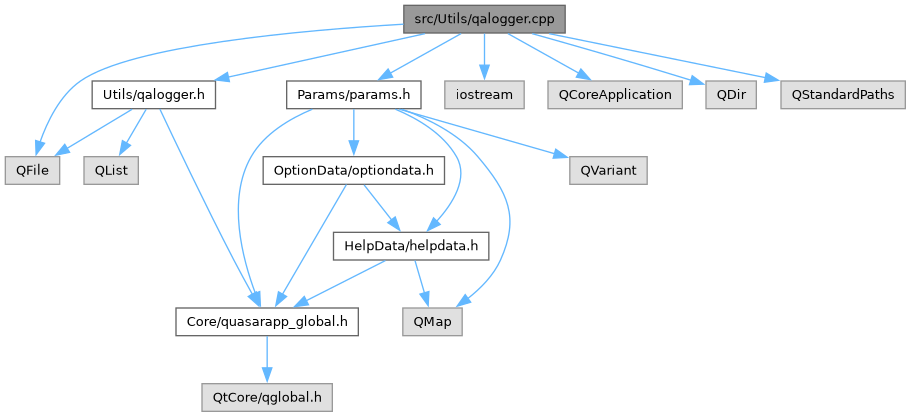 src/Utils/qalogger.cpp
Utils/qalogger.h
Params/params.h
iostream
QCoreApplication
QDir
QStandardPaths
QFile
QList
OptionData/optiondata.h
QVariant
HelpData/helpdata.h
Core/quasarapp_global.h
QMap
QtCore/qglobal.h